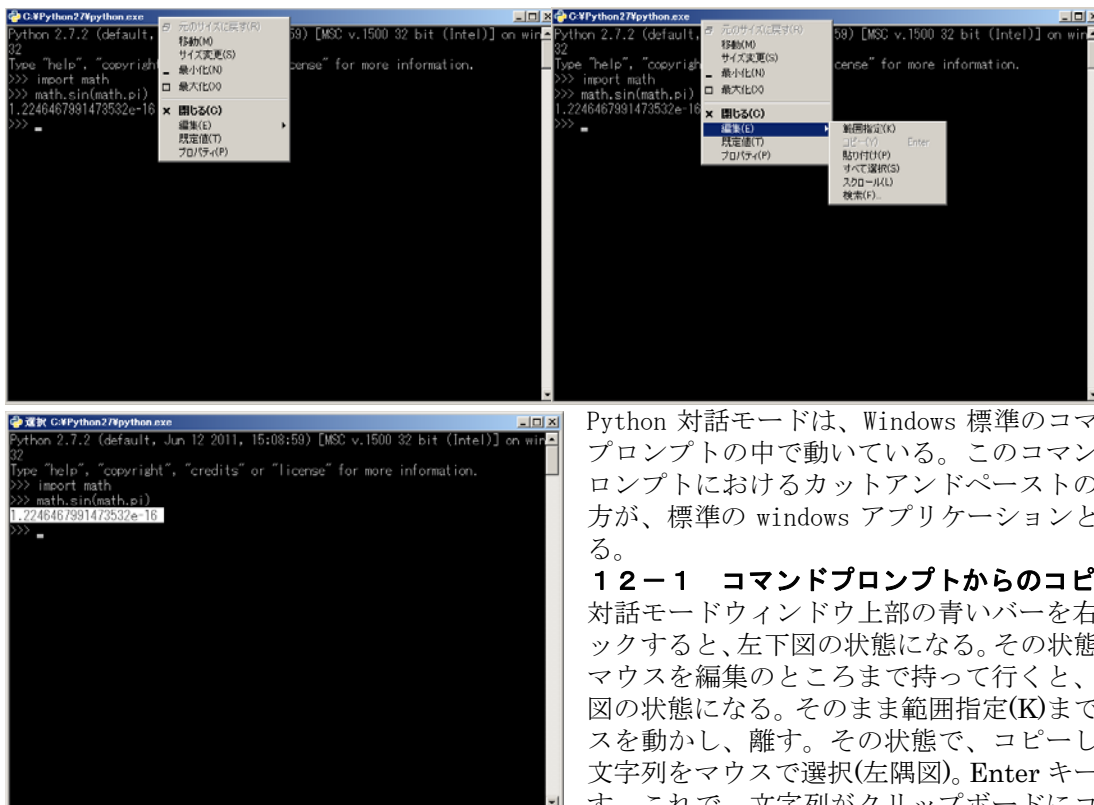 C:¥Python27¥python.exe
Python 2.7.2 (default,
59) [MSC v.1500 32 bit (Intel)] on win
32
Type "help", "copyright
cense" for more information.
>>> import math
>>> math.sin(math.pi)
1.2246467991473532e-16
>>>
元のサイズに戻す(R)
移動(M)
サイズ変更(S)
最小化(N)
最大化(X)
閉じる(C)
編集(E)
既定値(T)
プロパティ(P)
C:¥Python27¥python.exe
Python 2.7.2 (default,
58) [MSC v.1500 32 bit (Intel)] on win
32
Type "help", "copyrigh
cense" for more information.
>>> import math
>>> math.sin(math.pi)
1.2246467991473532e-16
>>>
元のサイズに戻す(R)
移動(M)
サイズ変更(S)
最小化(N)
最大化(X)
閉じる(C)
編集(E)
既定値(T)
プロパティ(P)
範囲指定(K)
コピー(Y) Enter
貼り付け(P)
すべて選択(S)
スクロール(L)
検索(F)...
選択 C:¥Python27¥python.exe
Python 2.7.2 (default, Jun 12 2011, 15:08:59) [MSC v.1500 32 bit (Intel)] on win
32
Type "help", "copyright", "credits" or "license" for more information.
>>> import math
>>> math.sin(math.pi)
1.2246467991473532e-16
>>>
Python 対話モードは、Windows 標準のコマ
プロンプトの中で動いている。このコマン
ロンプトにおけるカットアンドペーストの
方が、標準の windows アプリケーションと
る。
12−1 コマンドプロンプトからのコピ
対話モードウィンドウ上部の青いバーを右
ックすると、左下図の状態になる。その状態
マウスを編集のところまで持って行くと、
図の状態になる。そのまま範囲指定(K)まで
スを動かし、離す。その状態で、コピーし
文字列をマウスで選択(左隅図)。Enter キー
す。これで、文字列がクリップボードにコ